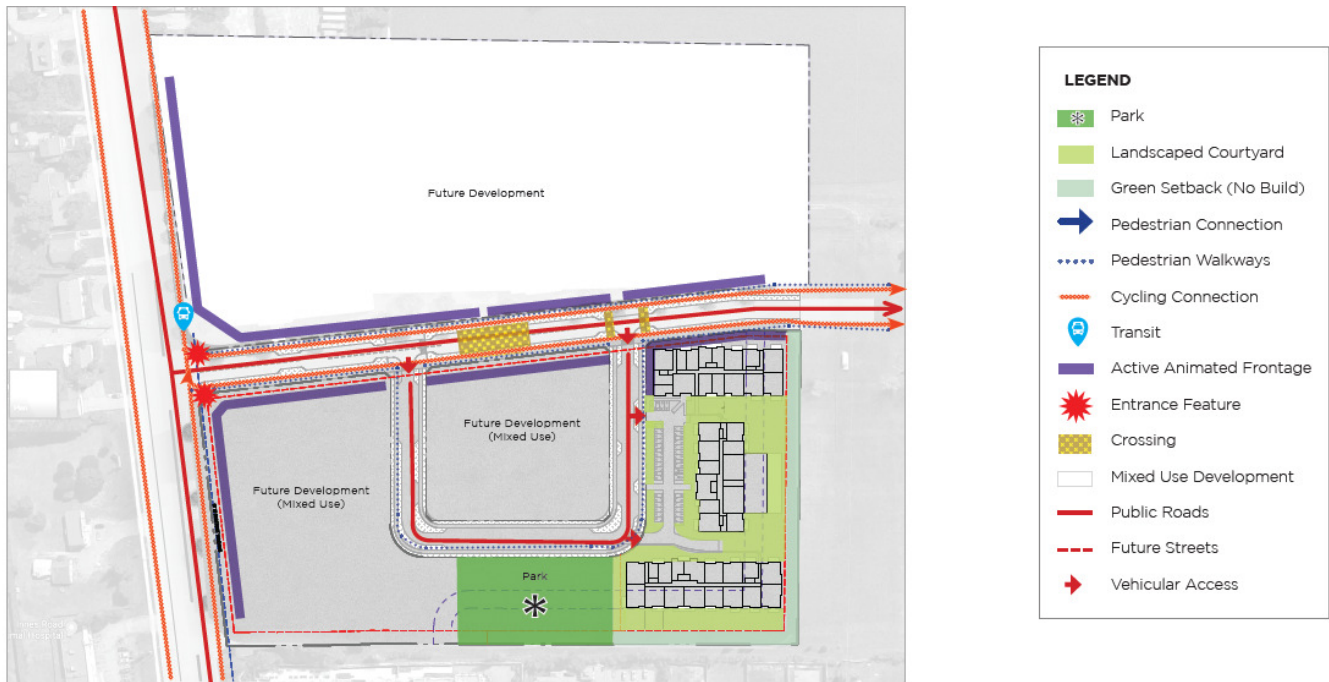 Future Development
Future Development
(Mixed Use)
Future Development
(Mixed Use)
Park
Road
Hospital
LEGEND
Park
Landscaped Courtyard
Green Setback (No Build)
Pedestrian Connection
Pedestrian Walkways
Cycling Connection
Transit
Active Animated Frontage
Entrance Feature
Crossing
Mixed Use Development
Public Roads
Future Streets
Vehicular Access